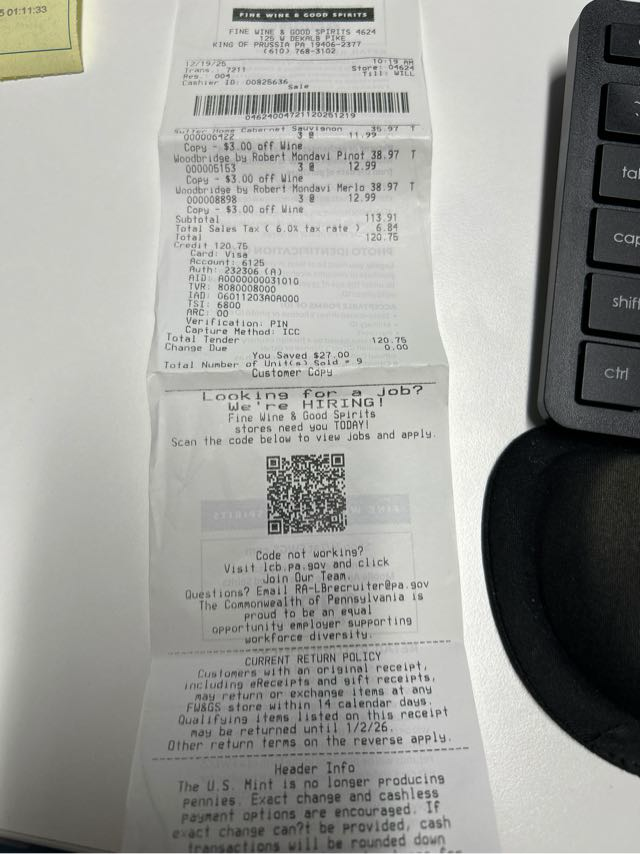 5 01:11:33
FINE WINE & GOOD SPIRITS
FINE WINE & GOOD SPIRITS 4624
125 W DEKALB PIKE
KING OF PRUSSIA PA 19406-2377
(610) 768-3102
12/19/25 10:19 AM
Trans.: 7211 Store: 04624
Reg.: 004 Till: WILL
Cashier ID: 00825636
Sale
04624004721120251219
Sutter Home Cabernet Sauvignon 35.97 T
000006422 3 @ 11.99
Copy - $3.00 off Wine
Woodbridge by Robert Mondavi Pinot 38.97 T
000005153 3 @ 12.99
Copy - $3.00 off Wine
Woodbridge by Robert Mondavi Merlo 38.97 T
000008898 3 @ 12.99
Copy - $3.00 off Wine
Subtotal 113.91
Total Sales Tax ( 6.0% tax rate ) 6.84
Total 120.75
Credit 120.75
Card: Visa
Account: 6125
Auth: 232306 (A)
AID: A0000000031010
TVR: 8080008000
IAD: 06011203A0A000
TSI: 6800
ARC: 00
Verification: PIN
Capture Method: ICC
Total Tender 120.75
Change Due 0.00
You Saved $27.00
Total Number of Unit(s) Sold = 9
Customer Copy
Looking for a Job?
We're HIRING!
Fine Wine & Good Spirits
stores need you TODAY!
Scan the code below to view jobs and apply.
Code not working?
Visit lcb.pa.gov and click
Join Our Team.
Questions? Email RA-LBrecruiter@pa.gov
The Commonwealth of Pennsylvania is
proud to be an equal
opportunity employer supporting
workforce diversity.
CURRENT RETURN POLICY
Customers with an original receipt,
including eReceipts and gift receipts,
may return or exchange items at any
FW&GS store within 14 calendar days.
Qualifying items listed on this receipt
may be returned until 1/2/26.
Other return terms on the reverse apply.
Header Info
The U.S. Mint is no longer producing
pennies. Exact change and cashless
payment options are encouraged. If
exact change can?t be provided, cash
transactions will be rounded down
tab
cap
shift
ctrl